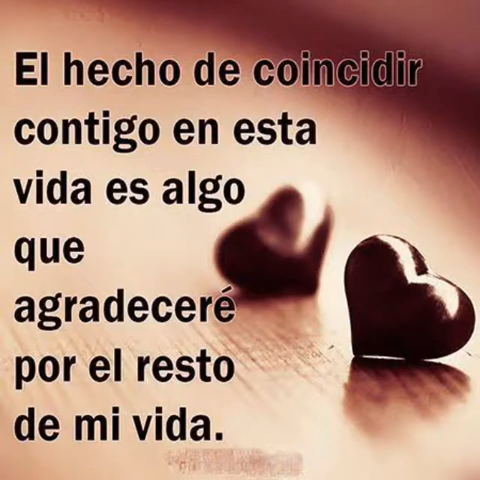 El hecho de coincidir
contigo en esta
vida es algo
que
agradeceré
por el resto
de mi vida.